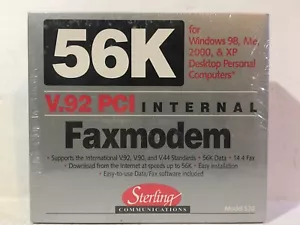 56K
for
Windows 98, Me,
2000, & XP
Desktop Personal
Computers*
V.92 PCI INTERNAL
Faxmodem
• Supports the International V.92, V.90, and V.44 Standards • 56K Data • 14.4 Fax
• Download from the Internet at speeds up to 56K • Easy installation
• Easy-to-use Data/Fax software included!
Sterling
COMMUNICATIONS
Model